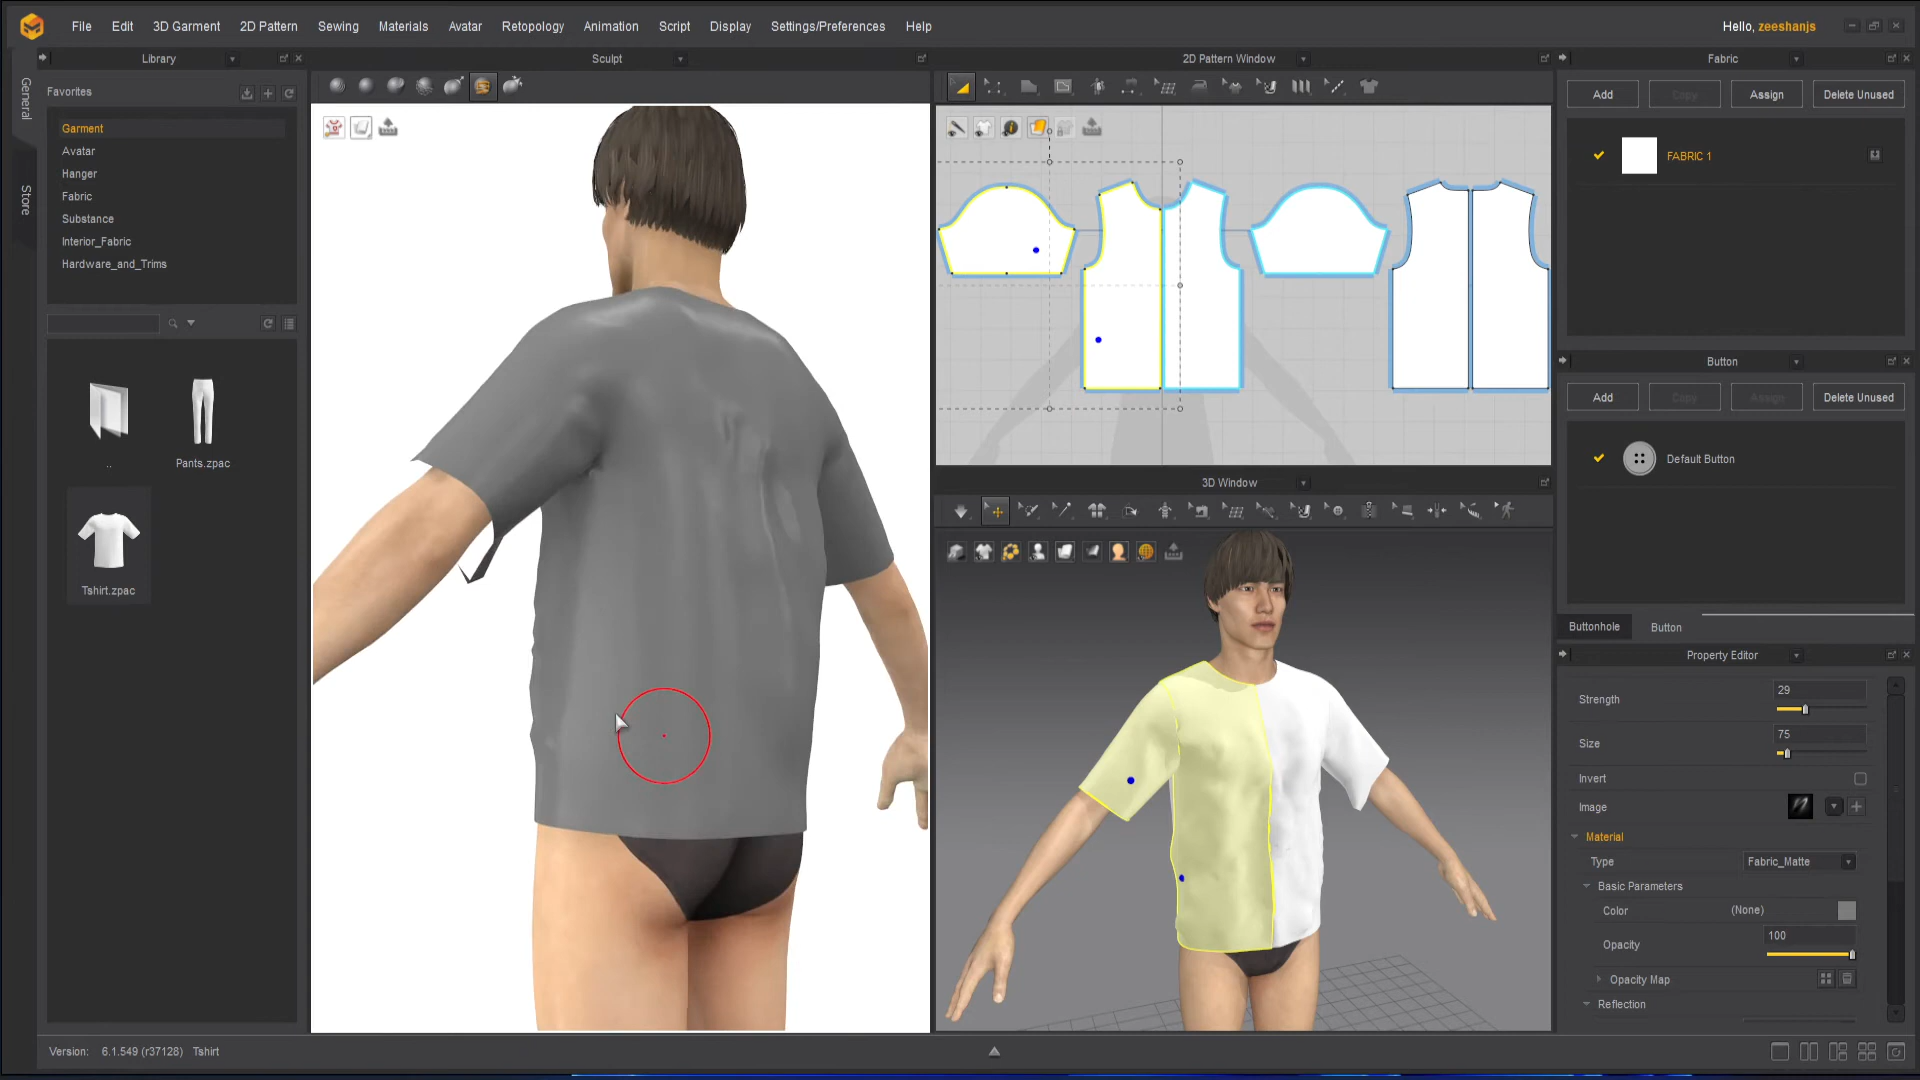 File Edit 3D Garment 2D Pattern Sewing Materials Avatar Retopology Animation Script Display Settings/Preferences Help Hello, zeeshanjs
Library
Sculpt
2D Pattern Window
Fabric
General
Store
Favorites
Garment
Avatar
Hanger
Fabric
Substance
Interior_Fabric
Hardware_and_Trims
..
Pants.zpac
Tshirt.zpac
3D Window
Add Copy Assign Delete Unused
FABRIC 1
Button
Add Copy Assign Delete Unused
Default Button
Buttonhole Button
Property Editor
Strength 29
Size 75
Invert
Image
Material
Type Fabric_Matte
Basic Parameters
Color (None)
Opacity 100
Opacity Map
Reflection
Version: 6.1.549 (r37128) Tshirt